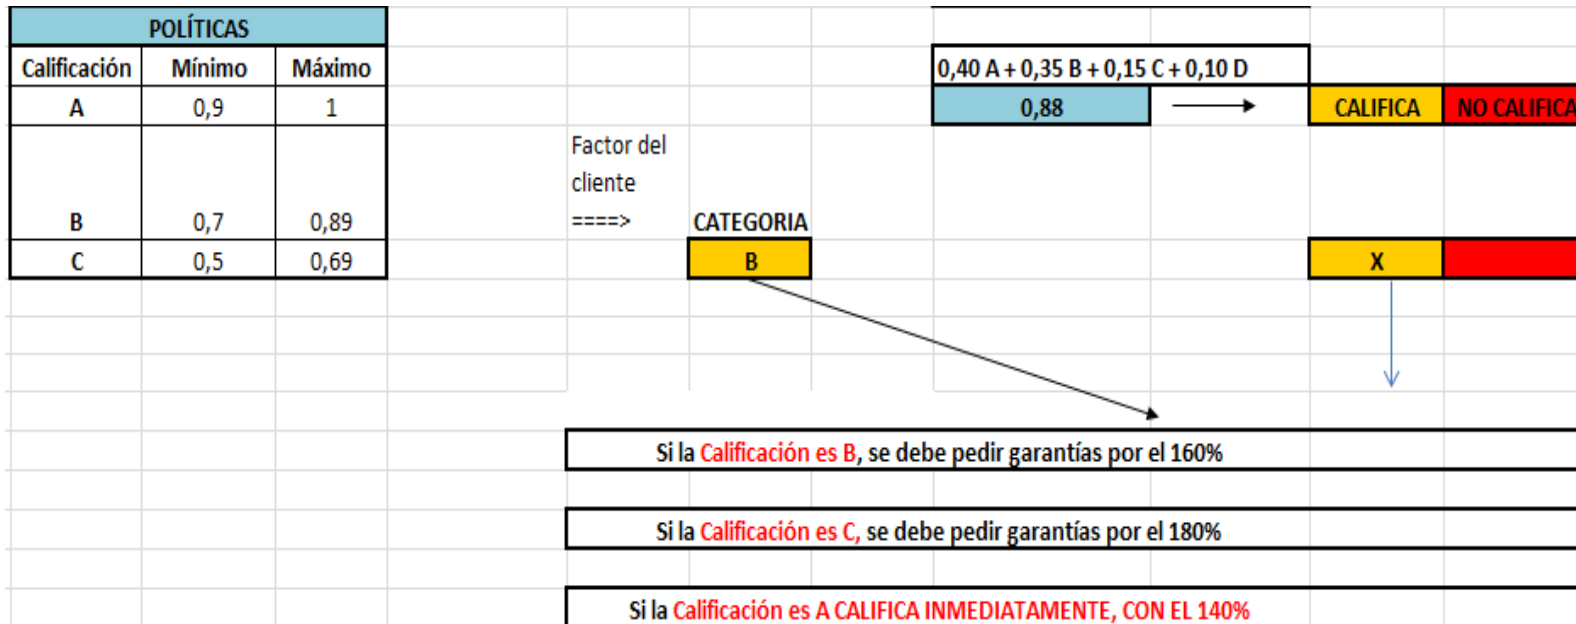 POLÍTICAS
Calificación Mínimo Máximo
0,40 A + 0,35 B + 0,15 C + 0,10 D
A 0,9 1
0,88 CALIFICA NO CALIFICA
Factor del
cliente
====> CATEGORIA
B 0,7 0,89
C 0,5 0,69
B
X
Si la Calificación es B, se debe pedir garantías por el 160%
Si la Calificación es C, se debe pedir garantías por el 180%
Si la Calificación es A CALIFICA INMEDIATAMENTE, CON EL 140%